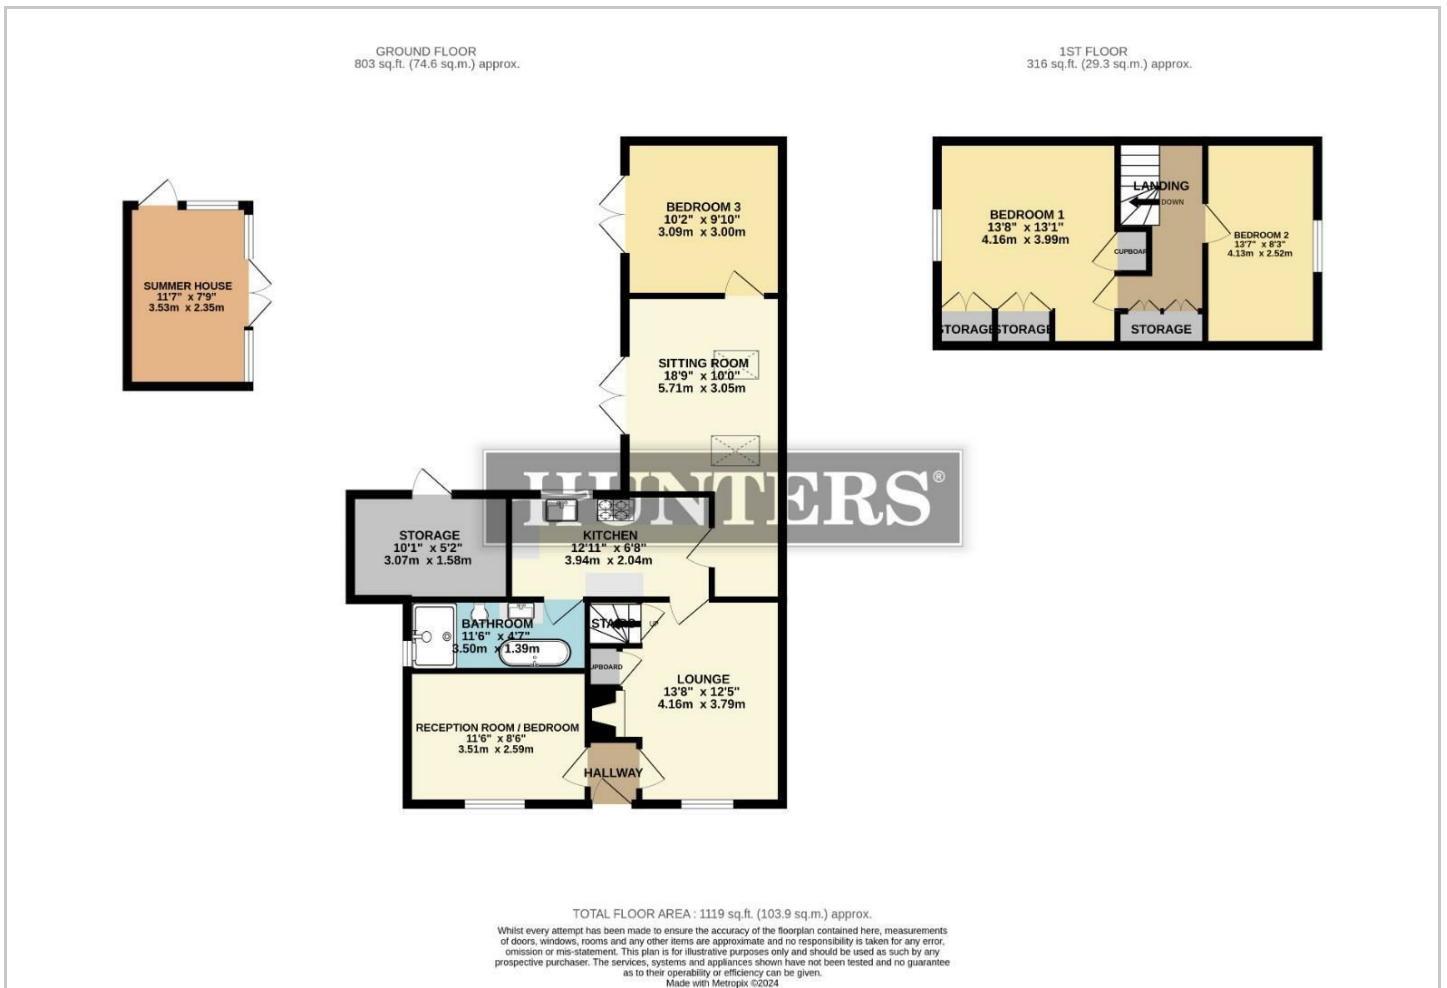 GROUND FLOOR
803 sq.ft. (74.6 sq.m.) approx.
1ST FLOOR
316 sq.ft. (29.3 sq.m.) approx.
SUMMER HOUSE
11'7" x 7'9"
3.53m x 2.35m
BEDROOM 3
10'2" x 9'10"
3.09m x 3.00m
BEDROOM 1
13'8" x 13'1"
4.16m x 3.99m
LANDING
DOWN
CUPBOAR
BEDROOM 2
13'7" x 8'3"
4.13m x 2.52m
STORAGE
STORAGE
STORAGE
SITTING ROOM
18'9" x 10'0"
5.71m x 3.05m
HUNTERS®
STORAGE
10'1" x 5'2"
3.07m x 1.58m
KITCHEN
12'11" x 6'8"
3.94m x 2.04m
BATHROOM
11'6" x 4'7"
3.50m x 1.39m
STAIRS
UP
UPBOARD
LOUNGE
13'8" x 12'5"
4.16m x 3.79m
RECEPTION ROOM / BEDROOM
11'6" x 8'6"
3.51m x 2.59m
HALLWAY
TOTAL FLOOR AREA : 1119 sq.ft. (103.9 sq.m.) approx.
Whilst every attempt has been made to ensure the accuracy of the floorplan contained here, measurements
of doors, windows, rooms and any other items are approximate and no responsibility is taken for any error,
omission or mis-statement. This plan is for illustrative purposes only and should be used as such by any
prospective purchaser. The services, systems and appliances shown have not been tested and no guarantee
as to their operability or efficiency can be given.
Made with Metropix ©2024